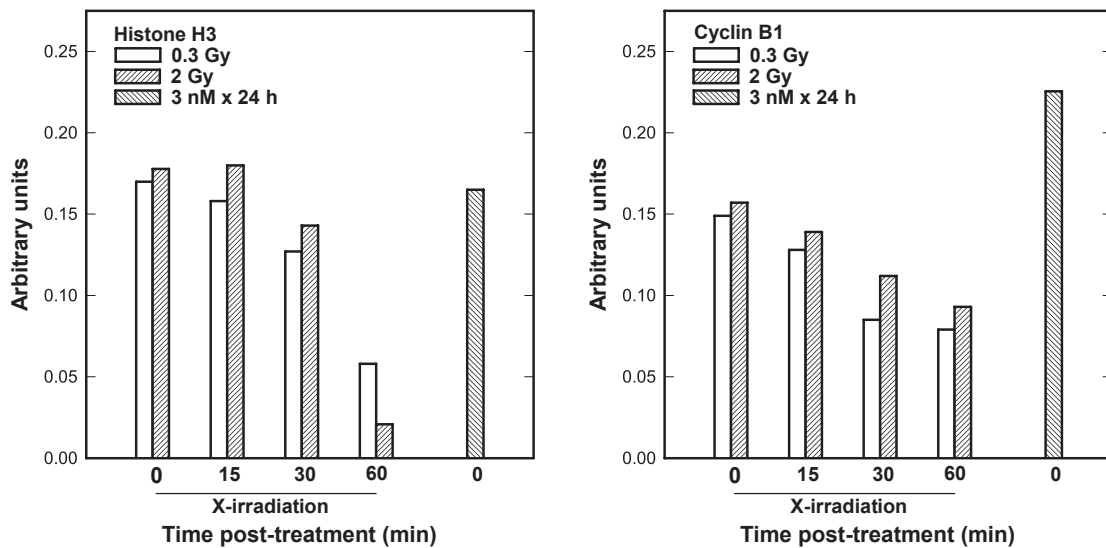 Histone H3
0.3 Gy
2 Gy
3 nM x 24 h
0.25
0.20
0.15
0.10
0.05
0.00
Arbitrary units
0 15 30 60 0
X-irradiation
Time post-treatment (min)
Cyclin B1
0.3 Gy
2 Gy
3 nM x 24 h
0.25
0.20
0.15
0.10
0.05
0.00
Arbitrary units
0 15 30 60 0
X-irradiation
Time post-treatment (min)